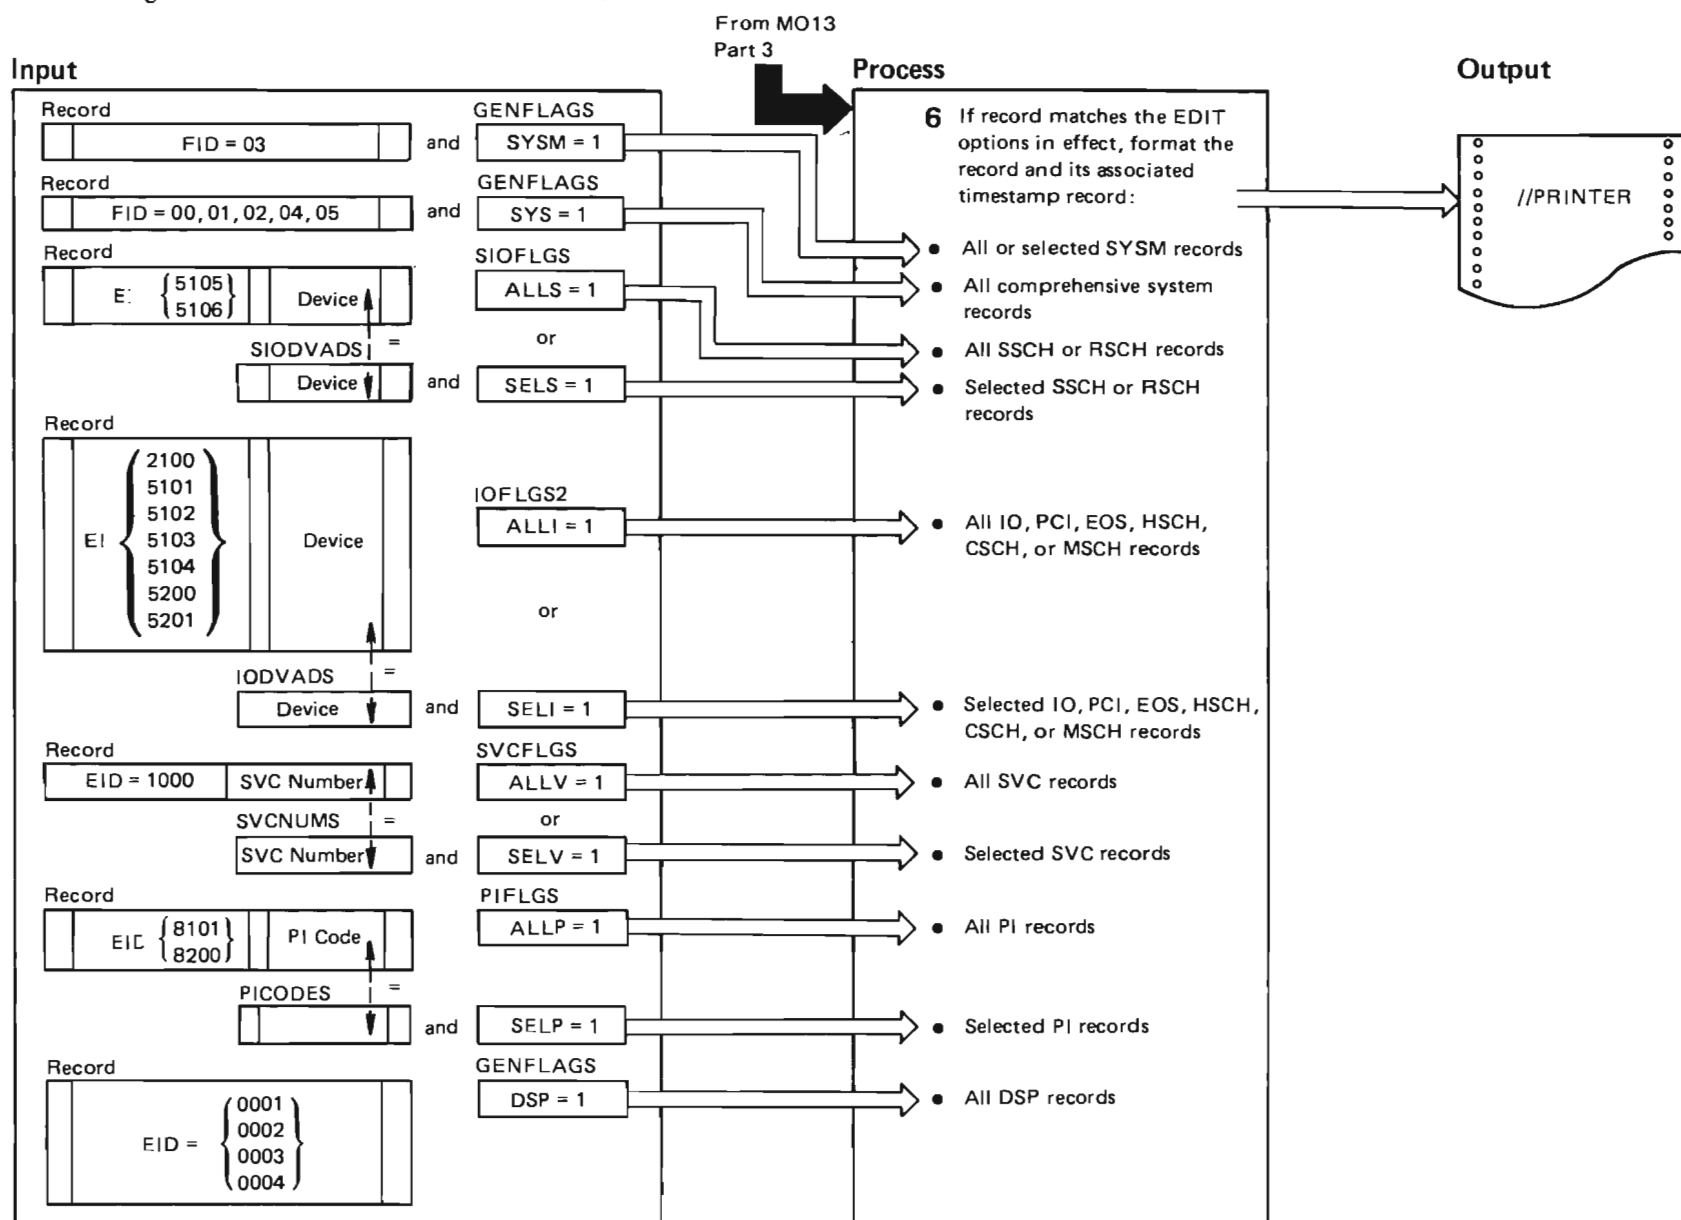 From MO13
Part 3
Input
Process
Output
Record
FID = 03
and
GENFLAGS
SYSM = 1
Record
FID = 00, 01, 02, 04, 05
and
GENFLAGS
SYS = 1
Record
5105
5106
Device
SIOFLGS
ALLS = 1
or
SIODVADS
=
Device
and
SELS = 1
Record
2100
5101
5102
5103
5104
5200
5201
Device
IOFLGS2
ALLI = 1
or
IODVADS
=
Device
and
SELI = 1
Record
EID = 1000
SVC Number
SVCFLGS
ALLV = 1
or
SVCNUMS
=
SVC Number
and
SELV = 1
Record
8101
8200
PI Code
PIFLGS
ALLP = 1
PICODES
=
and
SELP = 1
Record
EID =
0001
0002
0003
0004
GENFLAGS
DSP = 1
6 If record matches the EDIT
options in effect, format the
record and its associated
timestamp record:
• All or selected SYSM records
• All comprehensive system
records
• All SSCH or RSCH records
• Selected SSCH or RSCH
records
• All IO, PCI, EOS, HSCH,
CSCH, or MSCH records
• Selected IO, PCI, EOS, HSCH,
CSCH, or MSCH records
• All SVC records
• Selected SVC records
• All PI records
• Selected PI records
• All DSP records
//PRINTER